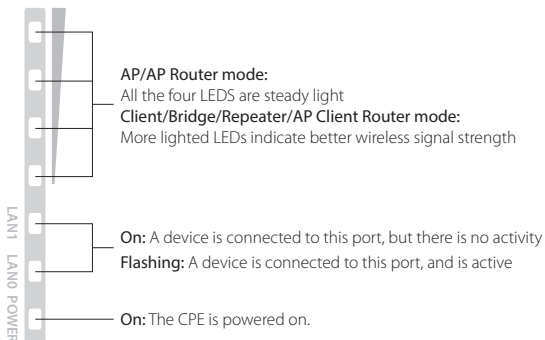 AP/AP Router mode:
All the four LEDS are steady light
Client/Bridge/Repeater/AP Client Router mode:
More lighted LEDs indicate better wireless signal strength
LAN1
On: A device is connected to this port, but there is no activity
LAN0
Flashing: A device is connected to this port, and is active
POWER
On: The CPE is powered on.